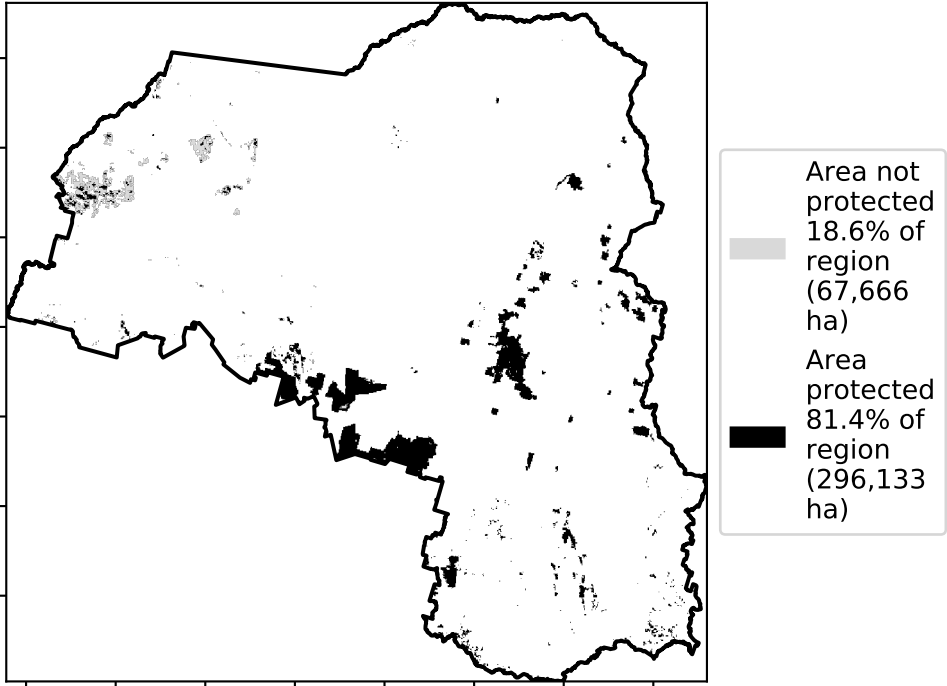 Area not
protected
18.6% of
region
(67,666
ha)
Area
protected
81.4% of
region
(296,133
ha)